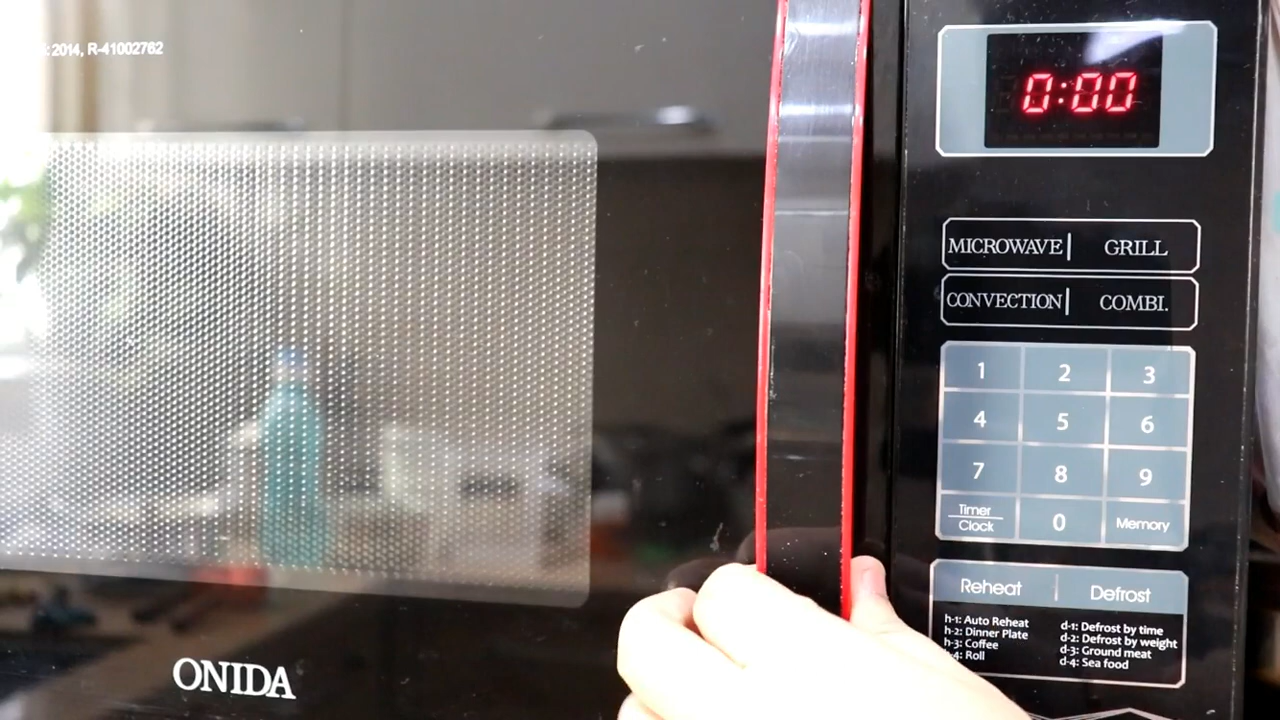 : 2014, R-41002762
0:00
MICROWAVE | GRILL
CONVECTION | COMBI.
1 2 3
4 5 6
7 8 9
Timer
Clock 0 Memory
Reheat | Defrost
h-1: Auto Reheat
h-2: Dinner Plate
h-3: Coffee
-4: Roll
d-1: Defrost by time
d-2: Defrost by weight
d-3: Ground meat
d-4: Sea food
ONIDA